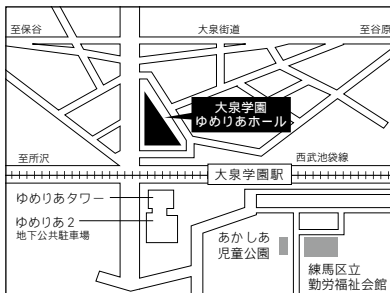 至保谷
大泉街道
至谷原
大泉学園
ゆめりあホール
至所沢
西武池袋線
大泉学園駅
ゆめりあタワー
ゆめりあ2
地下公共駐車場
あかしあ
児童公園
練馬区立
勤労福祉会館